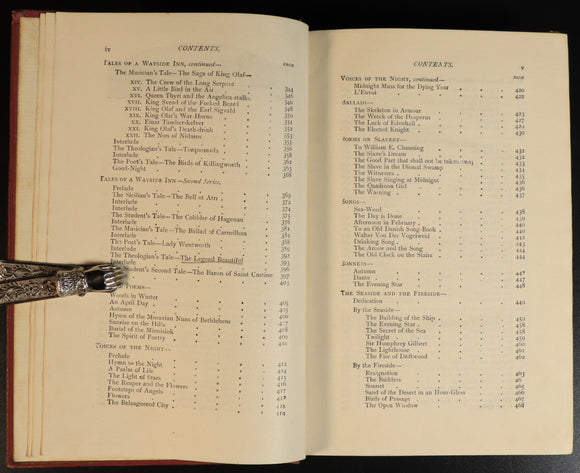 iv CONTENTS.
TALES OF A WAYSIDE INN, continued— PAGE
The Musician's Tale—The Saga of King Olaf—
XIV. The Crew of the Long Serpent
XV. A Little Bird in the Air 344
XVI. Queen Thyri and the Angelica-stalks 346
XVII. King Svend of the Forked Beard 346
XVIII. King Olaf and Earl Sigvald 348
XIX. King Olaf's War-Horns 350
XX. Einar Tamberskelver 351
XXI. King Olaf's Death-drink 352
XXII. The Nun of Nidaros 353
Interlude 355
The Theologian's Tale—Torquemada
Interlude 358
The Poet's Tale—The Birds of Killingworth 362
Good-Night 363
368
TALES OF A WAYSIDE INN—Second Series.
Prelude
The Sicilian's Tale—The Bell of Atri 369
Interlude 372
The Student's Tale—The Cobbler of Hagenau 374
Interlude 375
The Musician's Tale—The Ballad of Carmilhan 376
Interlude 381
The Poet's Tale—Lady Wentworth 388
Interlude 389
The Theologian's Tale—The Legend Beautiful 392
Interlude 393
Student's Second Tale—The Baron of Saint Castine 396
397
403
POEMS—
Woods in Winter
An April Day 405
Autumn 405
Hymn of the Moravian Nuns of Bethlehem 406
Sunrise on the Hills 407
Burial of the Minnisink 408
The Spirit of Poetry 409
410
VOICES OF THE NIGHT—
Prelude
Hymn to the Night 412
A Psalm of Life 414
The Light of Stars 415
The Reaper and the Flowers 416
Footsteps of Angels 417
Flowers 418
The Beleaguered City
CONTENTS. v
VOICES OF THE NIGHT, continued— PAGE
Midnight Mass for the Dying Year 420
L'Envoi 422
BALLADS—
The Skeleton in Armour 423
The Wreck of the Hesperus 427
The Luck of Edenhall 429
The Elected Knight 430
POEMS ON SLAVERY—
To William E. Channing 432
The Slave's Dream 432
The Good Part that shall not be taken away
The Slave in the Dismal Swamp 434
The Witnesses 435
The Slave Singing at Midnight 436
The Quadroon Girl 436
The Warning 437
SONGS—
Sea-Weed 438
The Day is Done 439
Afternoon in February 440
To an Old Danish Song-Book 440
Walter Von Der Vogelweid 442
Drinking Song 443
The Arrow and the Song 444
The Old Clock on the Stairs 444
SONNETS—
Autumn 447
Dante 447
The Evening Star 448
THE SEASIDE AND THE FIRESIDE—
Dedication 449
By the Seaside—
The Building of the Ship 450
The Evening Star 458
The Secret of the Sea 458
Twilight 459
Sir Humphrey Gilbert 460
The Lighthouse 461
The Fire of Driftwood 462
By the Fireside—
Resignation 463
The Builders
Sonnet 465
Sand of the Desert in an Hour-Glass 466
Birds of Passage 467
The Open Window 468